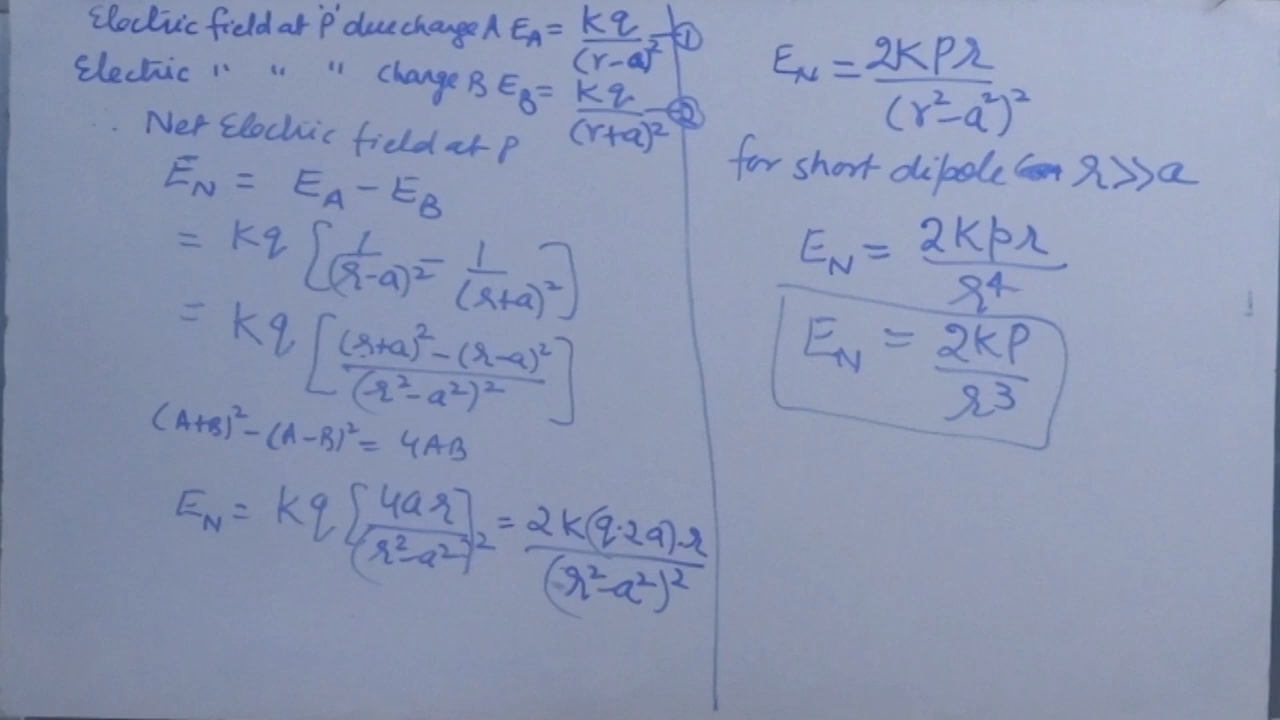 Electric field at 'P' due charge A E_A = Kq/(r-a)² — ①
Electric " " " charge B E_B = Kq/(r+a)² — ②
∴ Net Electric field at P
E_N = E_A - E_B
= Kq [1/(r-a)² - 1/(r+a)²]
= Kq [((r+a)² - (r-a)²)/(r²-a²)²]
(A+B)² - (A-B)² = 4AB
E_N = Kq [4ar/(r²-a²)²] = 2K(q·2a)·r/(r²-a²)²
E_N = 2KPr/(r²-a²)²
for short dipole r>>a
E_N = 2Kpr/r⁴
E_N = 2KP/r³